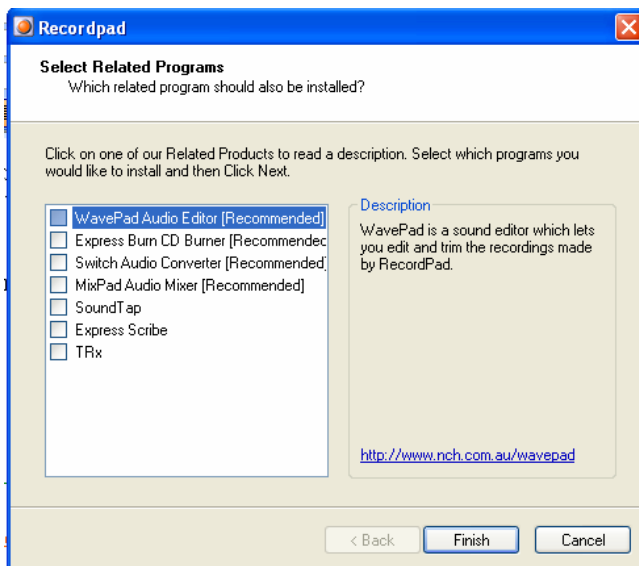 Recordpad
Select Related Programs
Which related program should also be installed?
Click on one of our Related Products to read a description. Select which programs you
would like to install and then Click Next.
WavePad Audio Editor [Recommended]
Express Burn CD Burner [Recommended
Switch Audio Converter [Recommended]
MixPad Audio Mixer [Recommended]
SoundTap
Express Scribe
TRx
Description
WavePad is a sound editor which lets
you edit and trim the recordings made
by RecordPad.
http://www.nch.com.au/wavepad
< Back
Finish
Cancel